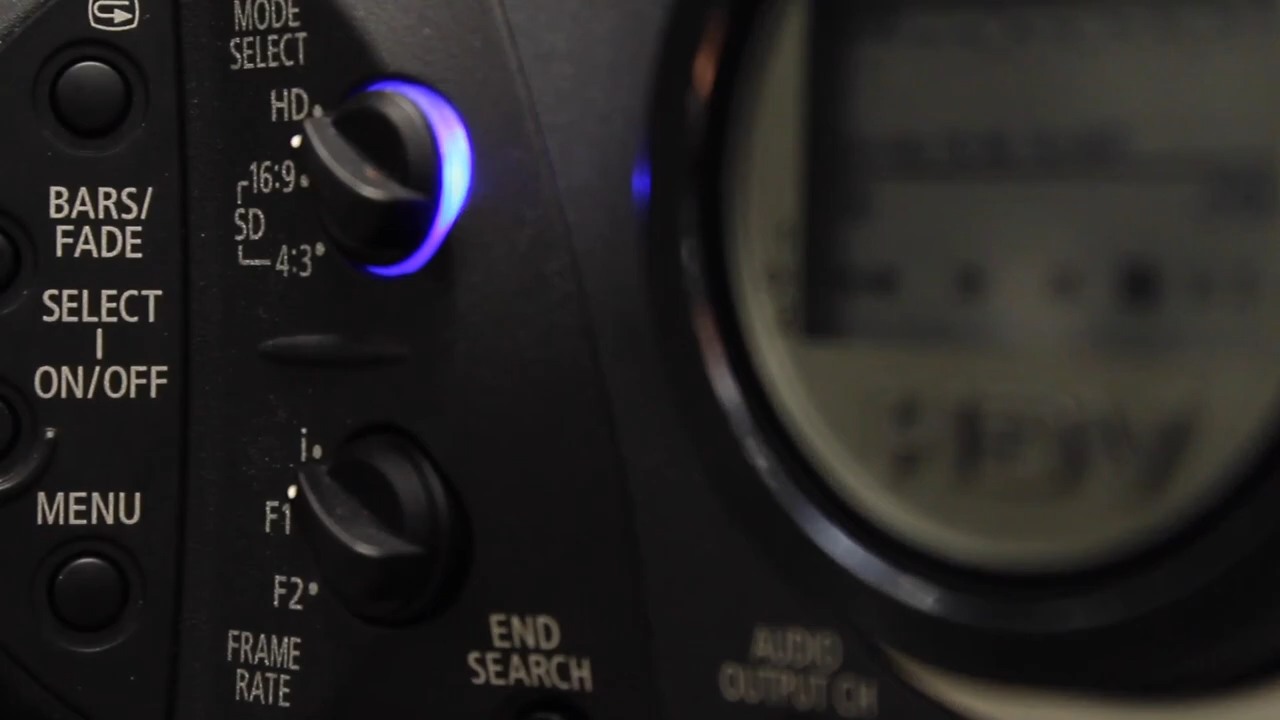 MODE
SELECT
HD
16:9
SD
4:3
BARS/
FADE
SELECT
ON/OFF
MENU
i
F1
F2
FRAME
RATE
END
SEARCH
AUDIO
OUTPUT CH